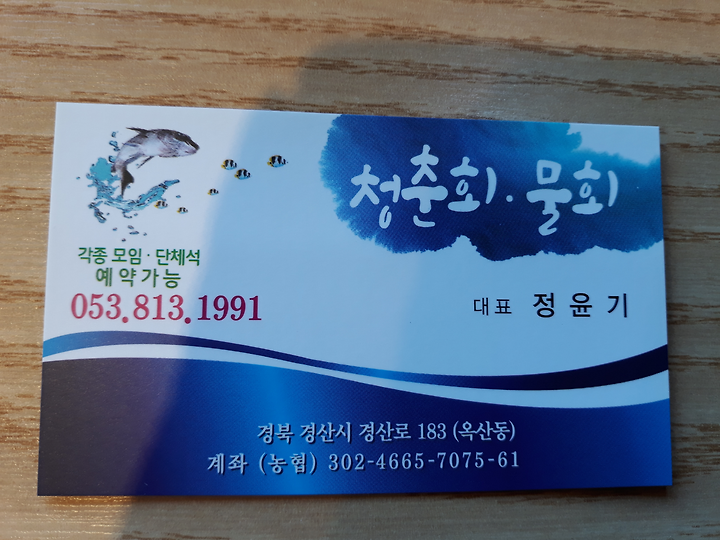 청춘회·물회
각종 모임·단체석
예약가능
053.813.1991
대표 정윤기
경북 경산시 경산로 183 (옥산동)
계좌 (농협) 302-4665-7075-61